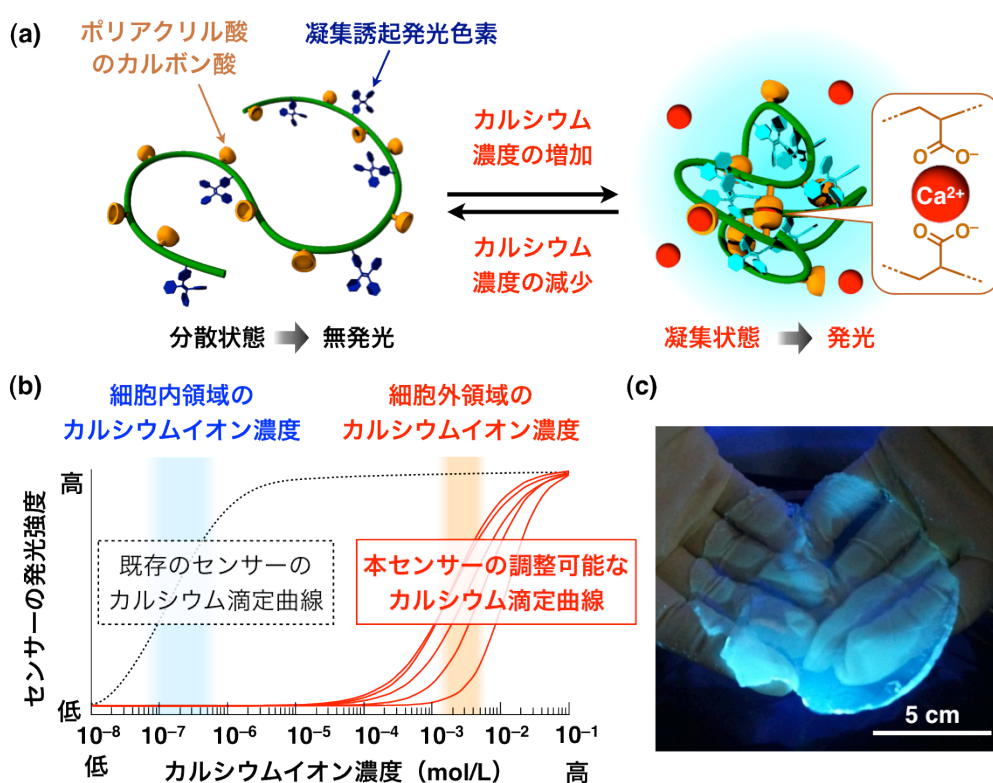 (a)
ポリアクリル酸
のカルボン酸
凝集誘起発光色素
カルシウム
濃度の増加
カルシウム
濃度の減少
O
O−
Ca2+
O
O−
分散状態 無発光
凝集状態 発光
(b)
細胞内領域の
カルシウムイオン濃度
細胞外領域の
カルシウムイオン濃度
センサーの発光強度
高
低
既存のセンサーの
カルシウム滴定曲線
本センサーの調整可能な
カルシウム滴定曲線
10−8 10−7 10−6 10−5 10−4 10−3 10−2 10−1
低 カルシウムイオン濃度(mol/L) 高
(c)
5 cm